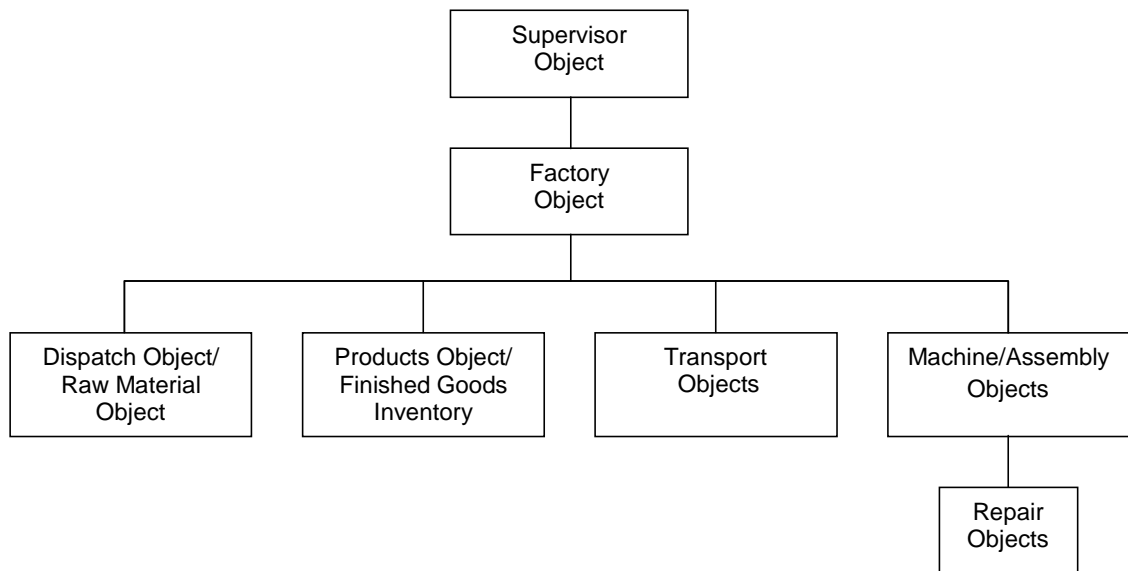 Supervisor
Object
Factory
Object
Dispatch Object/
Raw Material
Object
Products Object/
Finished Goods
Inventory
Transport
Objects
Machine/Assembly
Objects
Repair
Objects